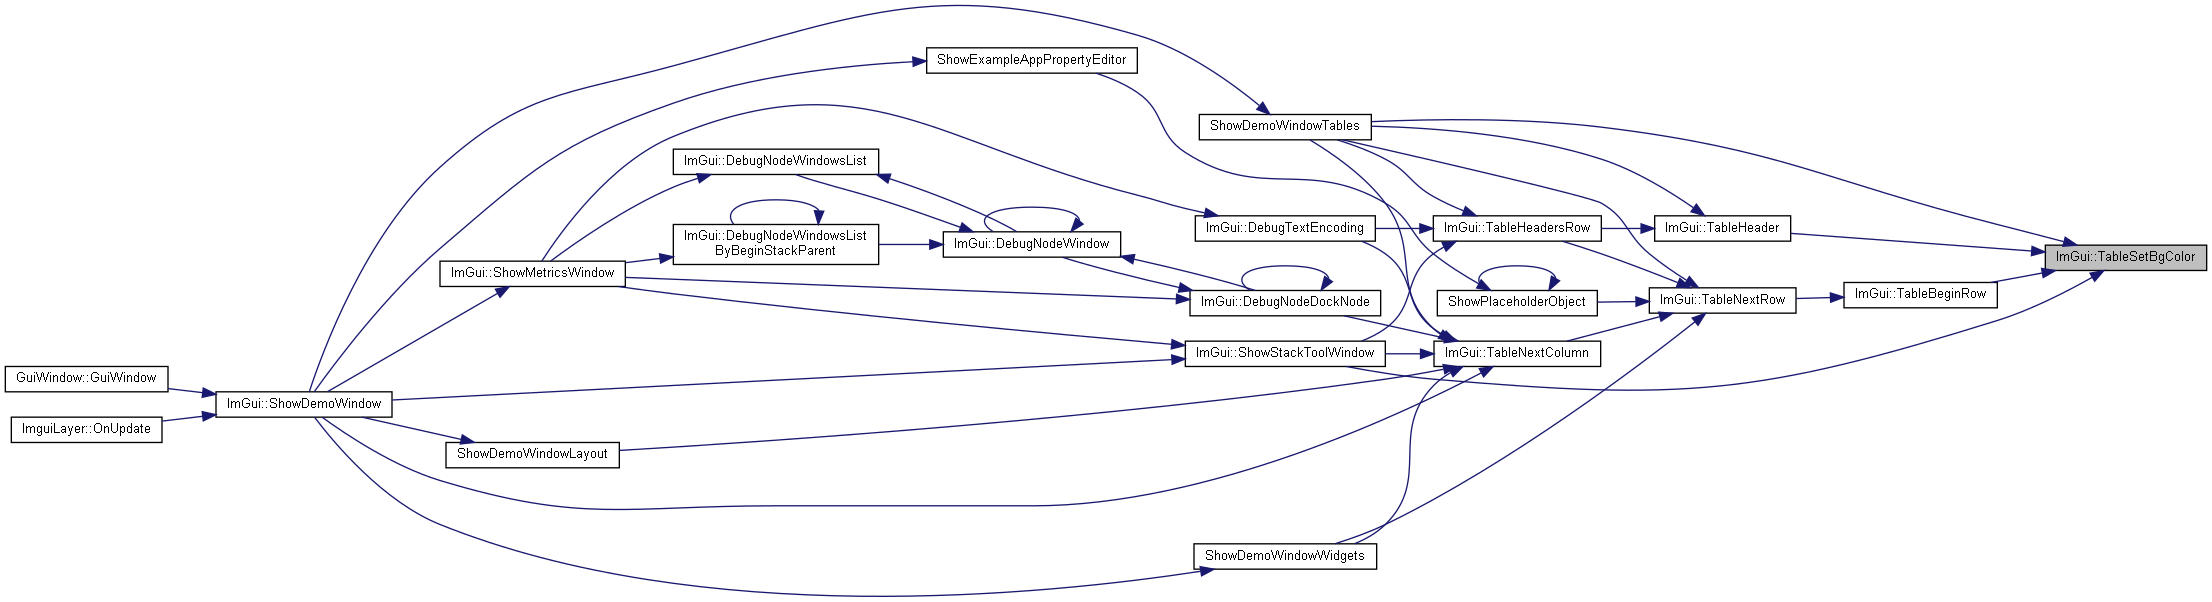 ShowExampleAppPropertyEditor
ShowDemoWindowTables
ImGui::DebugNodeWindowsList
ImGui::DebugNodeWindowsList
ByBeginStackParent
ImGui::DebugNodeWindow
ImGui::DebugTextEncoding
ImGui::TableHeadersRow
ImGui::TableHeader
ImGui::TableSetBgColor
ImGui::ShowMetricsWindow
ImGui::DebugNodeDockNode
ShowPlaceholderObject
ImGui::TableNextRow
ImGui::TableBeginRow
ImGui::ShowStackToolWindow
ImGui::TableNextColumn
GuiWindow::GuiWindow
ImGui::ShowDemoWindow
ImguiLayer::OnUpdate
ShowDemoWindowLayout
ShowDemoWindowWidgets